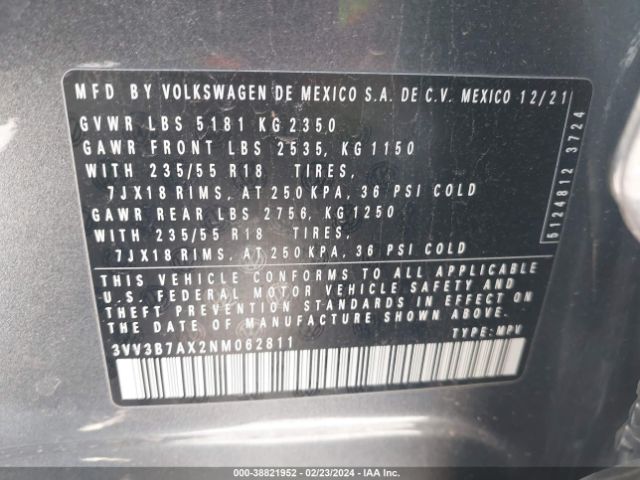 MFD BY VOLKSWAGEN DE MEXICO S.A. DE C.V. MEXICO 12/21
GVWR LBS 5181 KG 2350
GAWR FRONT LBS 2535, KG 1150
WITH 235/55 R18 TIRES,
7JX18 RIMS, AT 250 KPA, 36 PSI COLD
GAWR REAR LBS 2756, KG 1250
WITH 235/55 R18 TIRES,
7JX18 RIMS, AT 250 KPA, 36 PSI COLD
THIS VEHICLE CONFORMS TO ALL APPLICABLE
U.S. FEDERAL MOTOR VEHICLE SAFETY AND
THEFT PREVENTION STANDARDS IN EFFECT ON
THE DATE OF MANUFACTURE SHOWN ABOVE.
3VV3B7AX2NM062811 TYPE: MPV
5124812 3724
000-38821952 - 02/23/2024 - IAA Inc.